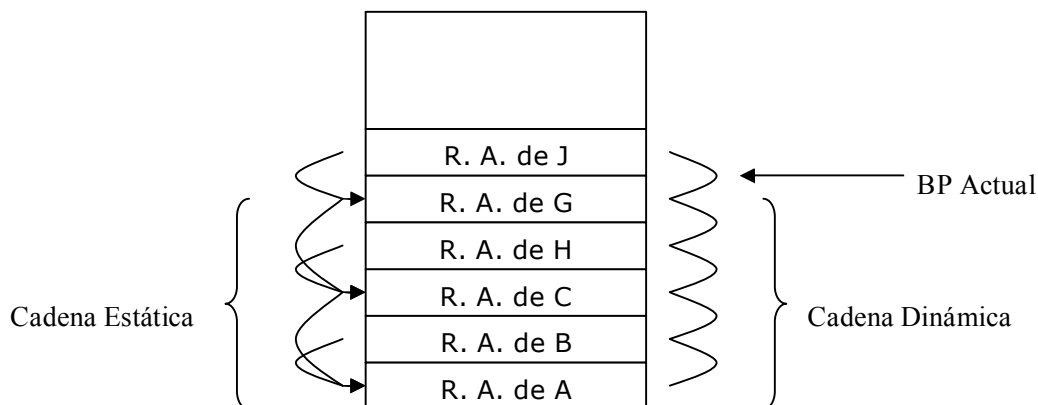 R. A. de J
BP Actual
R. A. de G
R. A. de H
R. A. de C
Cadena Estática
Cadena Dinámica
R. A. de B
R. A. de A